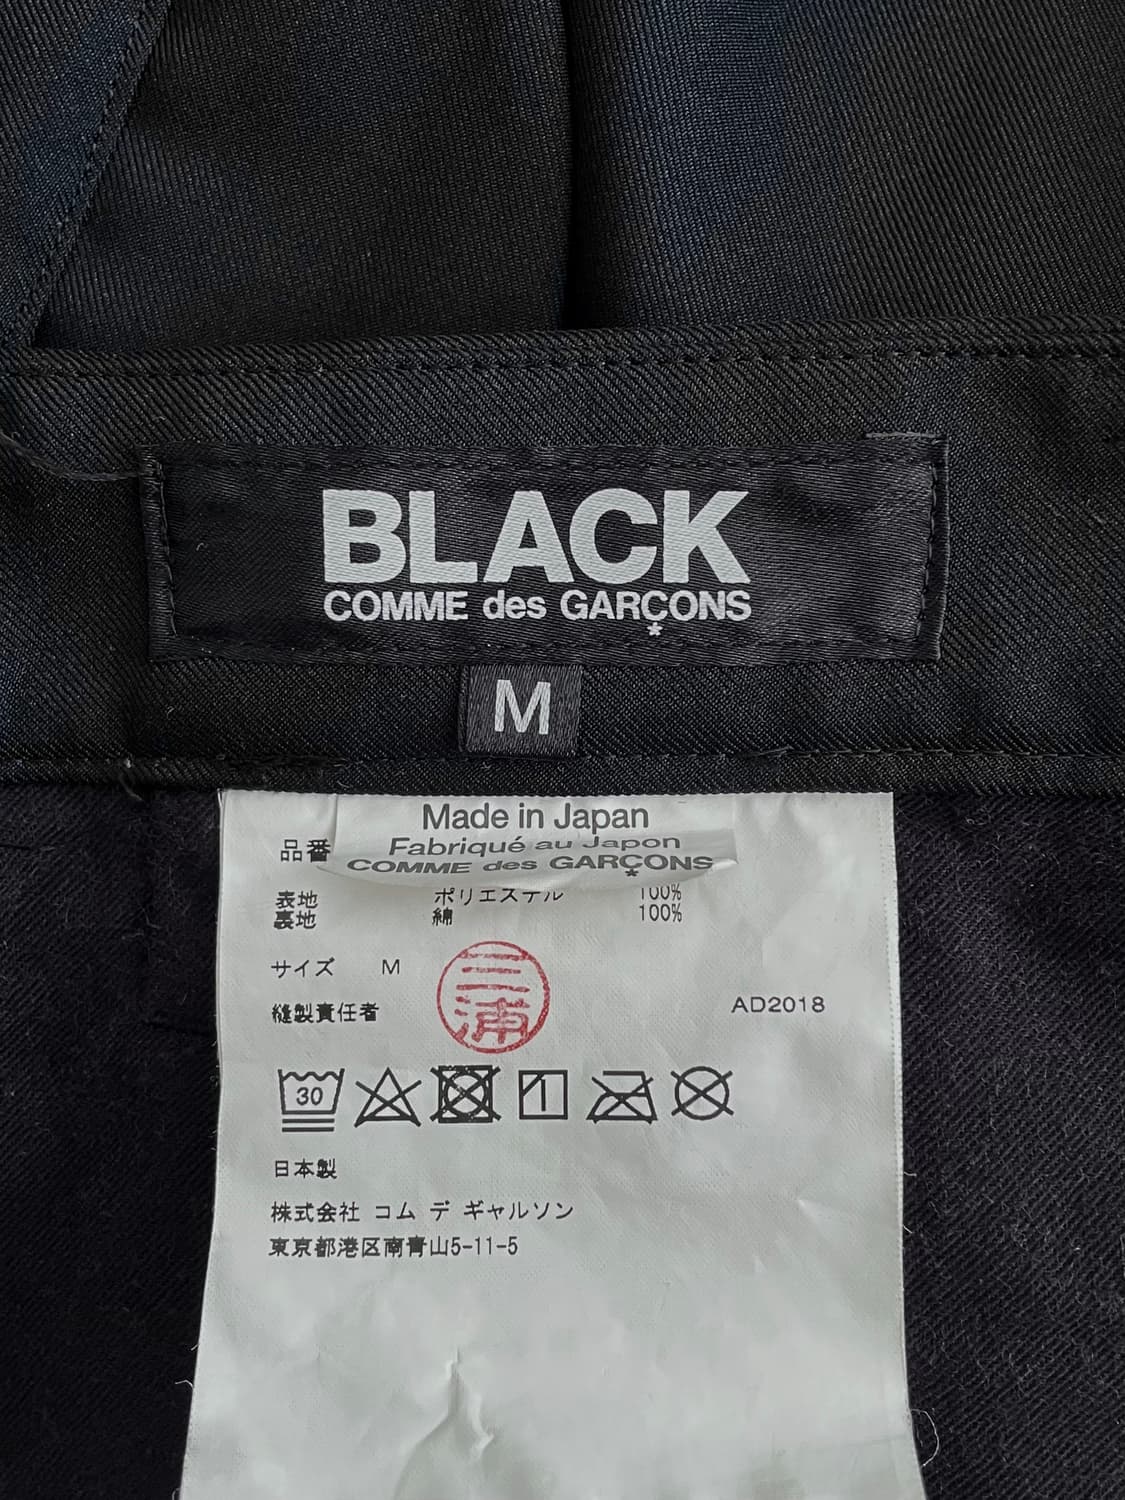 BLACK
COMME des GARÇONS
M
Made in Japan
Fabriqué au Japon
COMME des GARÇONS
品番
表地 ポリエステル 100%
裏地 綿 100%
サイズ M
縫製責任者 三浦 AD2018
30
日本製
株式会社 コム デ ギャルソン
東京都港区南青山5-11-5